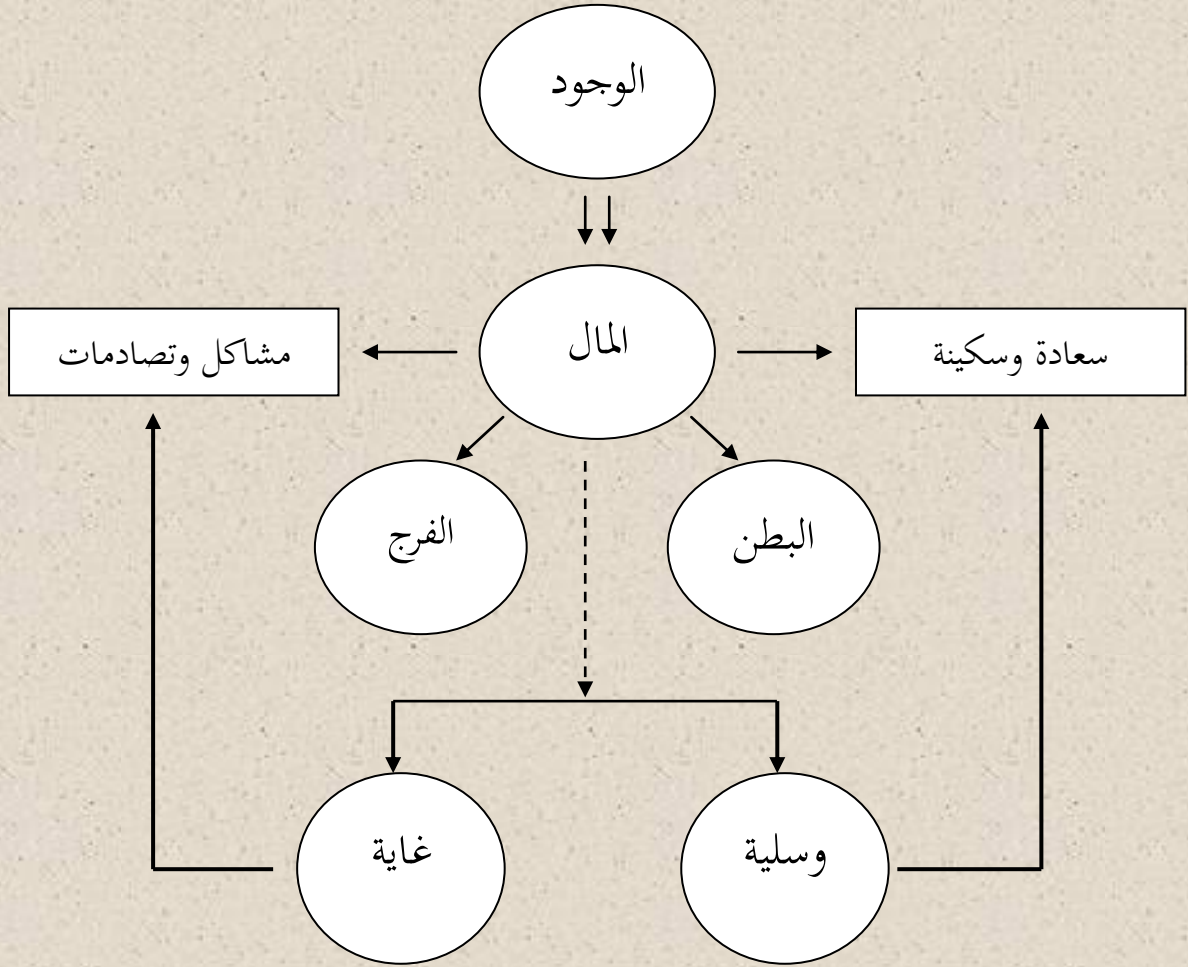 الوجود
المال
سعادة وسكينة
مشاكل وتصادمات
البطن
الفرج
وسلية
غاية